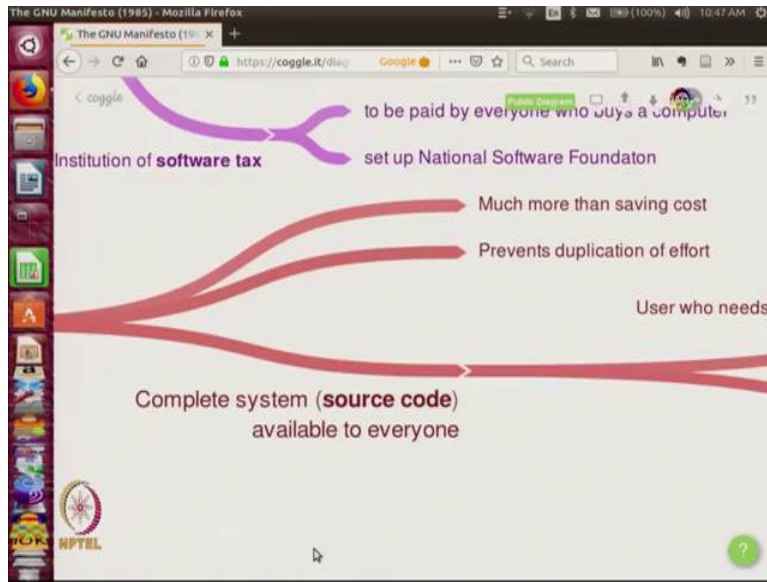 The GNU Manifesto (1985) - Mozilla Firefox
En
(100%)
10:47 AM
The GNU Manifesto (19
https://coggle.it/diag
Google
Search
coggle
Public Diagram
to be paid by everyone who buys a computer
Institution of software tax
set up National Software Foundaton
Much more than saving cost
Prevents duplication of effort
User who needs
Complete system (source code)
available to everyone
NPTEL
?